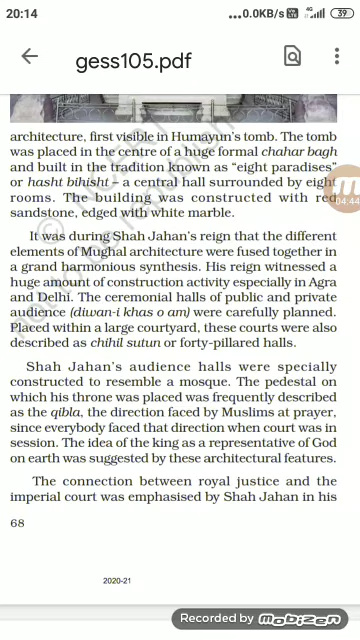 20:14
...0.0KB/s 4G 39
gess105.pdf
architecture, first visible in Humayun's tomb. The tomb
was placed in the centre of a huge formal chahar bagh
and built in the tradition known as "eight paradises"
or hasht bihisht – a central hall surrounded by eight
rooms. The building was constructed with red
sandstone, edged with white marble.
04:44
It was during Shah Jahan's reign that the different
elements of Mughal architecture were fused together in
a grand harmonious synthesis. His reign witnessed a
huge amount of construction activity especially in Agra
and Delhi. The ceremonial halls of public and private
audience (diwan-i khas o am) were carefully planned.
Placed within a large courtyard, these courts were also
described as chihil sutun or forty-pillared halls.
Shah Jahan's audience halls were specially
constructed to resemble a mosque. The pedestal on
which his throne was placed was frequently described
as the qibla, the direction faced by Muslims at prayer,
since everybody faced that direction when court was in
session. The idea of the king as a representative of God
on earth was suggested by these architectural features.
The connection between royal justice and the
imperial court was emphasised by Shah Jahan in his
68
2020-21
Recorded by mobizen